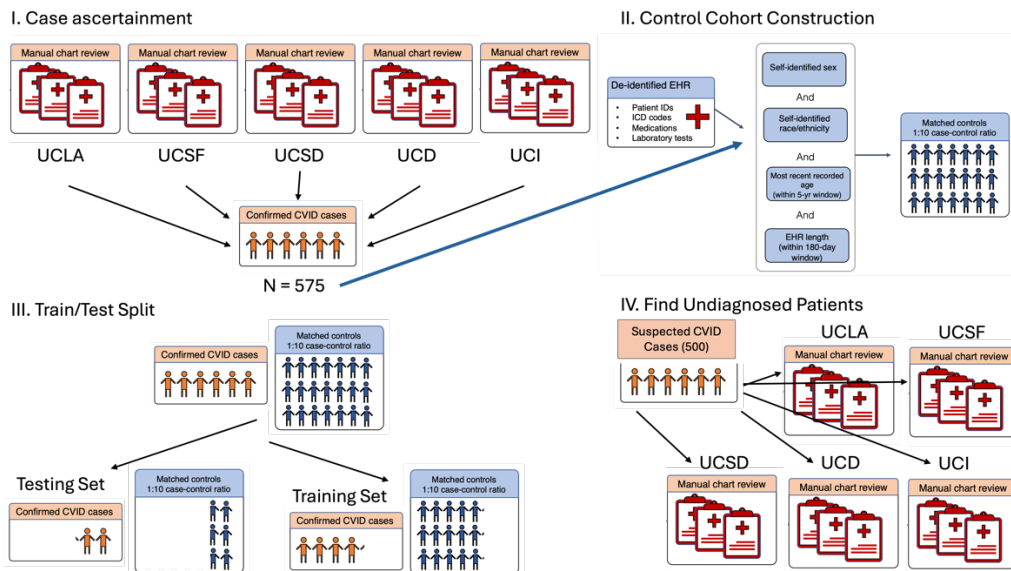 I. Case ascertainment
Manual chart review
Manual chart review
Manual chart review
Manual chart review
Manual chart review
UCLA
UCSF
UCSD
UCD
UCI
Confirmed CVID cases
N = 575
II. Control Cohort Construction
De-identified EHR
• Patient IDs
• ICD codes
• Medications
• Laboratory tests
Self-identified sex
And
Self-identified
race/ethnicity
And
Most recent recorded
age
(within 5-yr window)
And
EHR length
(within 180-day
window)
Matched controls
1:10 case-control ratio
III. Train/Test Split
Confirmed CVID cases
Matched controls
1:10 case-control ratio
Testing Set
Confirmed CVID cases
Matched controls
1:10 case-control ratio
Training Set
Confirmed CVID cases
Matched controls
1:10 case-control ratio
IV. Find Undiagnosed Patients
Suspected CVID
Cases (500)
UCLA
Manual chart review
UCSF
Manual chart review
UCSD
Manual chart review
UCD
Manual chart review
UCI
Manual chart review